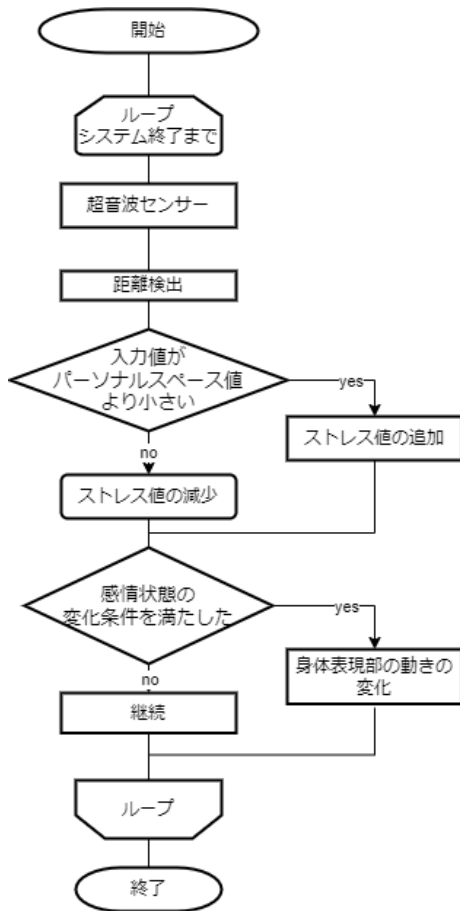 開始
ループ
システム終了まで
超音波センサー
距離検出
入力値が
パーソナルスペース値
より小さい
yes
ストレス値の追加
no
ストレス値の減少
感情状態の
変化条件を満たした
yes
身体表現部の動きの
変化
no
継続
ループ
終了